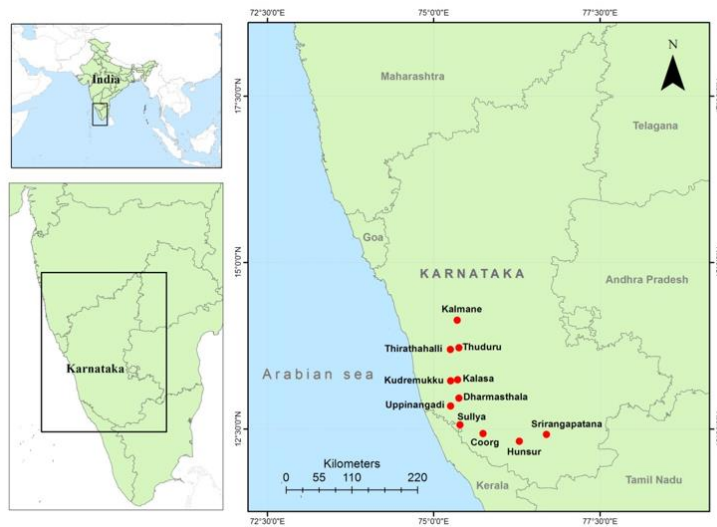 India
Karnataka
72°30'0"E 75°0'0"E 77°30'0"E
N
Maharashtra
17°30'0"N
Telagana
Goa
15°0'0"N
KARNATAKA
Andhra Pradesh
Kalmane
Thirathahalli Thuduru
Arabian sea
Kudremukku Kalasa
Dharmasthala
Uppinangadi
Sullya
Srirangapatana
12°30'0"N
Coorg
Hunsur
Kilometers
0 55 110 220
Tamil Nadu
Kerala
72°30'0"E 75°0'0"E 77°30'0"E